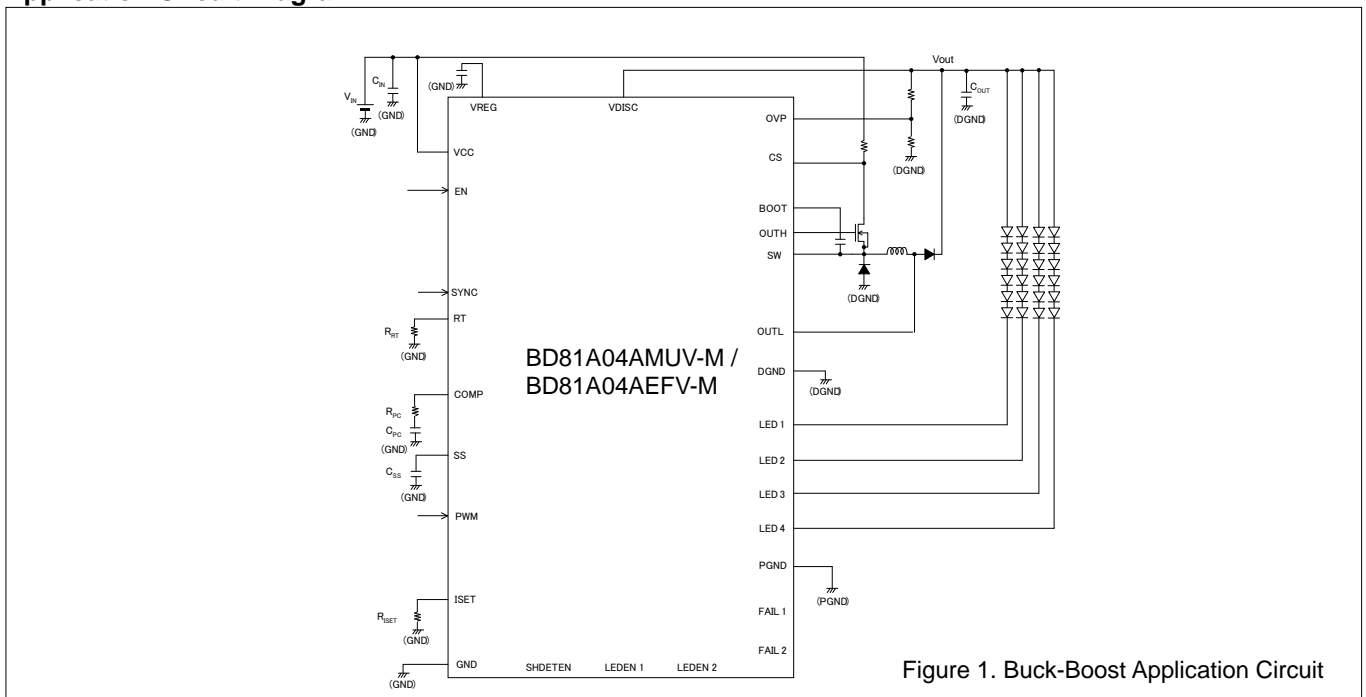 Vout
C_IN
(GND)
V_IN
(GND)
(GND)
VREG
VDISC
C_OUT
(DGND)
OVP
(DGND)
VCC
CS
EN
BOOT
OUTH
SW
(DGND)
SYNC
RT
R_RT
(GND)
OUTL
BD81A04AMUV-M /
BD81A04AEFV-M
DGND
(DGND)
COMP
R_PC
C_PC
(GND)
LED 1
SS
C_SS
(GND)
LED 2
LED 3
PWM
LED 4
PGND
(PGND)
ISET
R_ISET
(GND)
FAIL 1
FAIL 2
GND
(GND)
SHDETEN
LEDEN 1
LEDEN 2
Figure 1. Buck-Boost Application Circuit